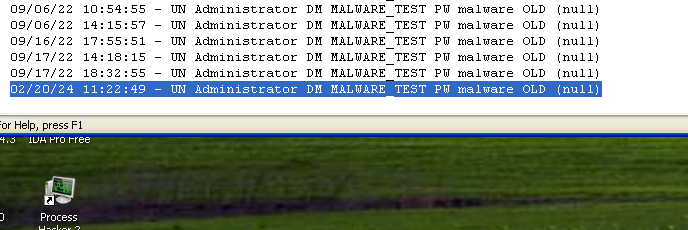 09/06/22 10:54:55 - UN Administrator DM MALWARE_TEST PW malware OLD (null)
09/06/22 14:15:57 - UN Administrator DM MALWARE_TEST PW malware OLD (null)
09/16/22 17:55:51 - UN Administrator DM MALWARE_TEST PW malware OLD (null)
09/17/22 14:18:15 - UN Administrator DM MALWARE_TEST PW malware OLD (null)
09/17/22 18:32:55 - UN Administrator DM MALWARE_TEST PW malware OLD (null)
02/20/24 11:22:49 - UN Administrator DM MALWARE_TEST PW malware OLD (null)
For Help, press F1
4.3 IDA Pro Free
0 Process
Hacker 2